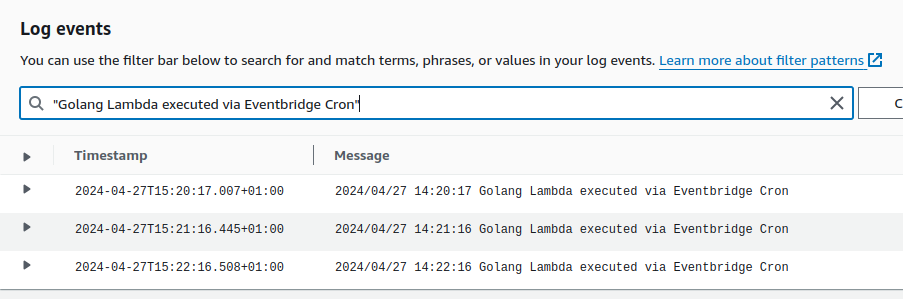 Log events
You can use the filter bar below to search for and match terms, phrases, or values in your log events. Learn more about filter patterns
"Golang Lambda executed via Eventbridge Cron"
C
Timestamp Message
2024-04-27T15:20:17.007+01:00 2024/04/27 14:20:17 Golang Lambda executed via Eventbridge Cron
2024-04-27T15:21:16.445+01:00 2024/04/27 14:21:16 Golang Lambda executed via Eventbridge Cron
2024-04-27T15:22:16.508+01:00 2024/04/27 14:22:16 Golang Lambda executed via Eventbridge Cron